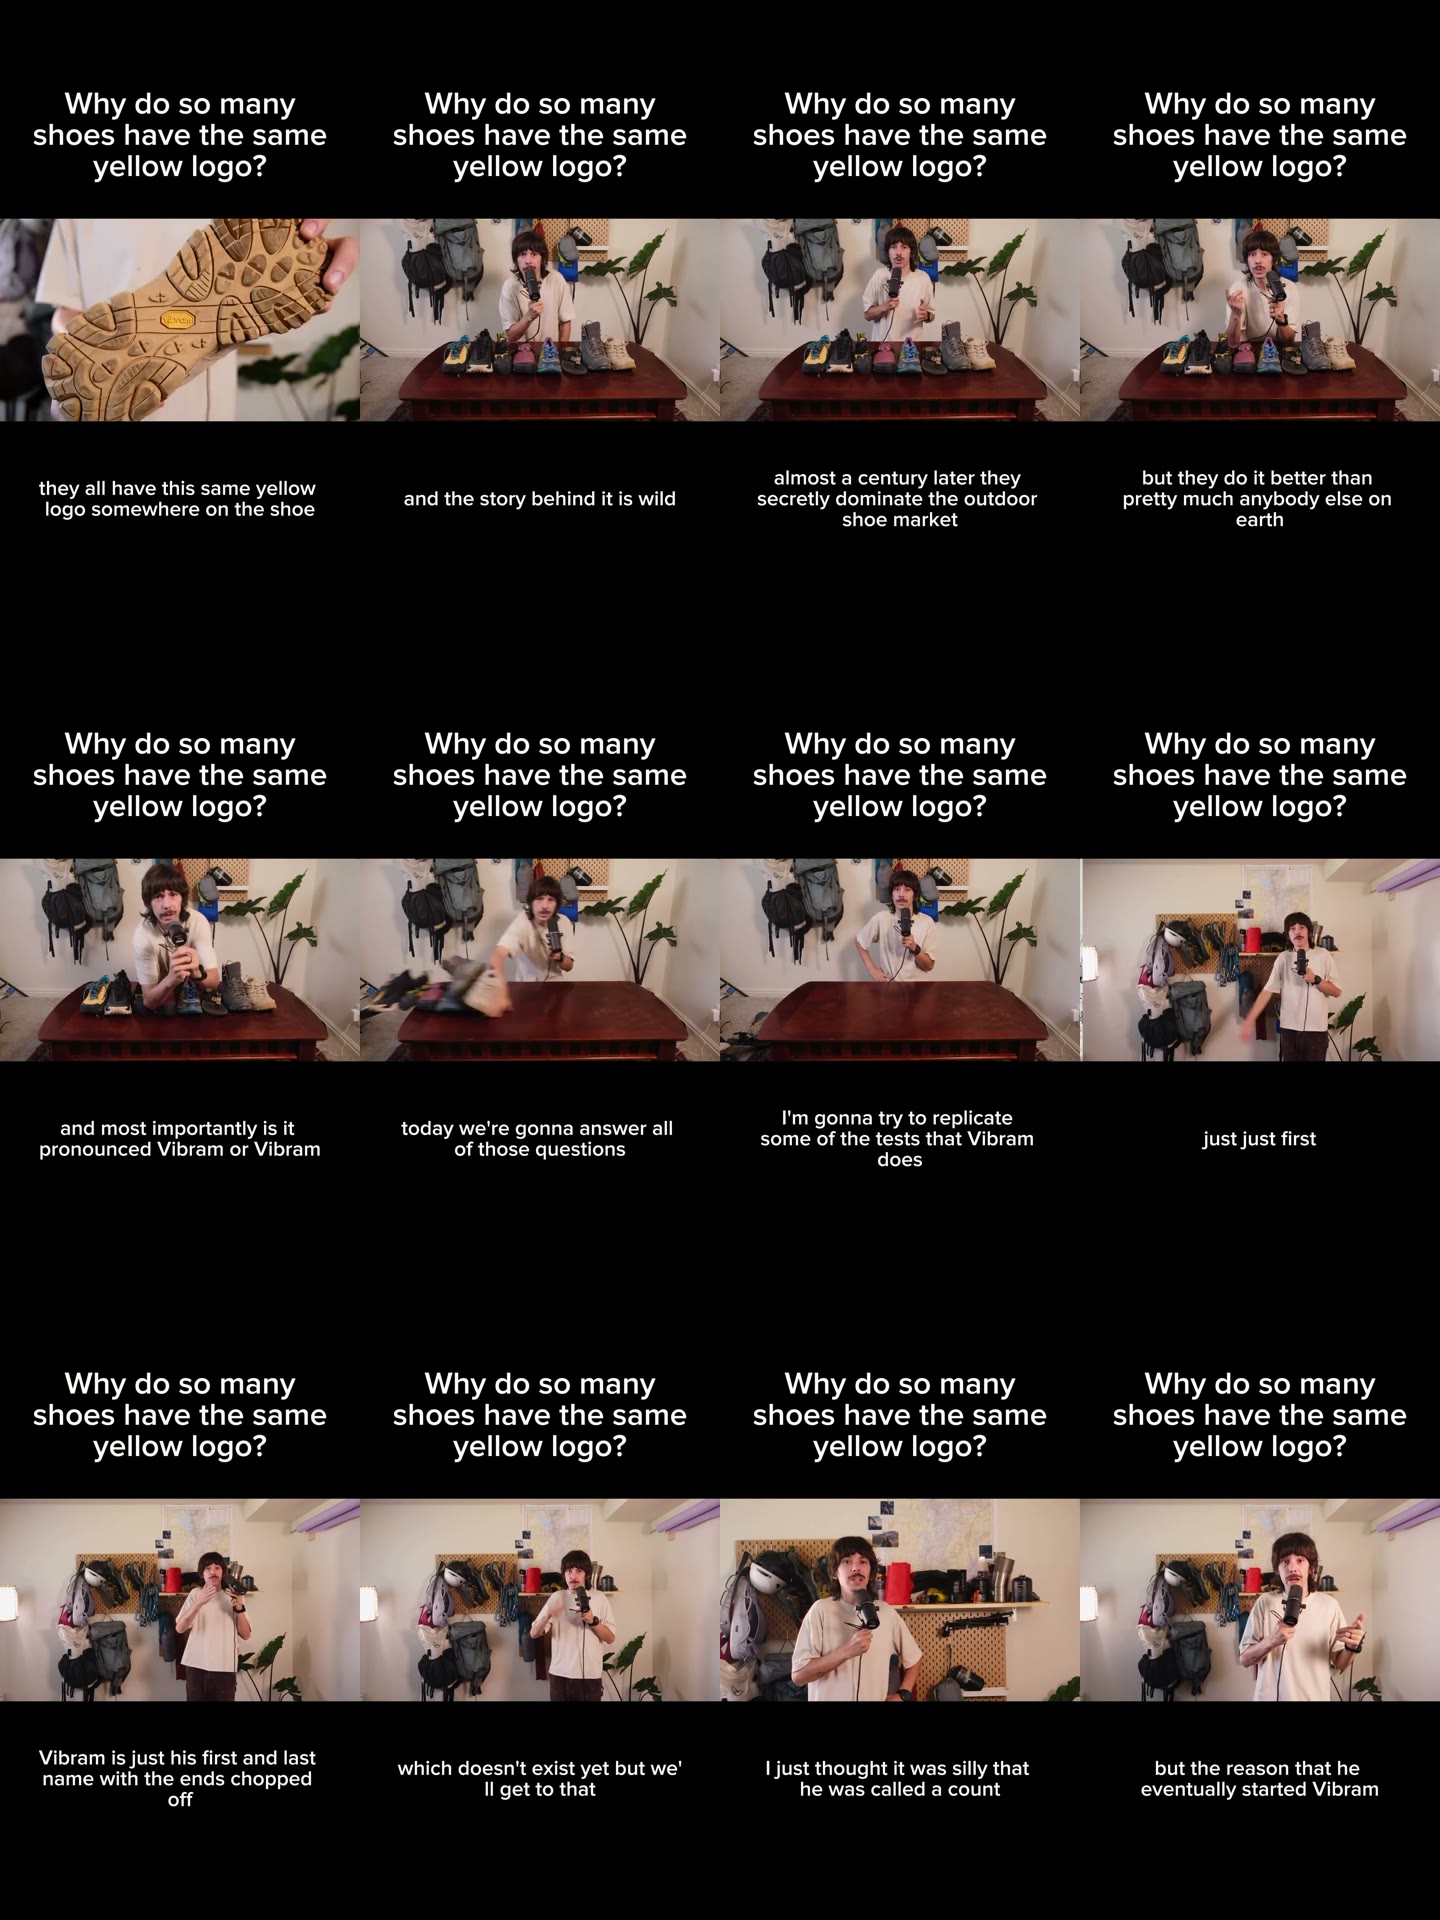 Why do so many
shoes have the same
yellow logo?
Why do so many
shoes have the same
yellow logo?
Why do so many
shoes have the same
yellow logo?
Why do so many
shoes have the same
yellow logo?
vibram
they all have this same yellow
logo somewhere on the shoe
and the story behind it is wild
almost a century later they
secretly dominate the outdoor
shoe market
but they do it better than
pretty much anybody else on
earth
Why do so many
shoes have the same
yellow logo?
Why do so many
shoes have the same
yellow logo?
Why do so many
shoes have the same
yellow logo?
Why do so many
shoes have the same
yellow logo?
and most importantly is it
pronounced Vibram or Vibram
today we're gonna answer all
of those questions
I'm gonna try to replicate
some of the tests that Vibram
does
just just first
Why do so many
shoes have the same
yellow logo?
Why do so many
shoes have the same
yellow logo?
Why do so many
shoes have the same
yellow logo?
Why do so many
shoes have the same
yellow logo?
Vibram is just his first and last
name with the ends chopped
off
which doesn't exist yet but we'
ll get to that
I just thought it was silly that
he was called a count
but the reason that he
eventually started Vibram